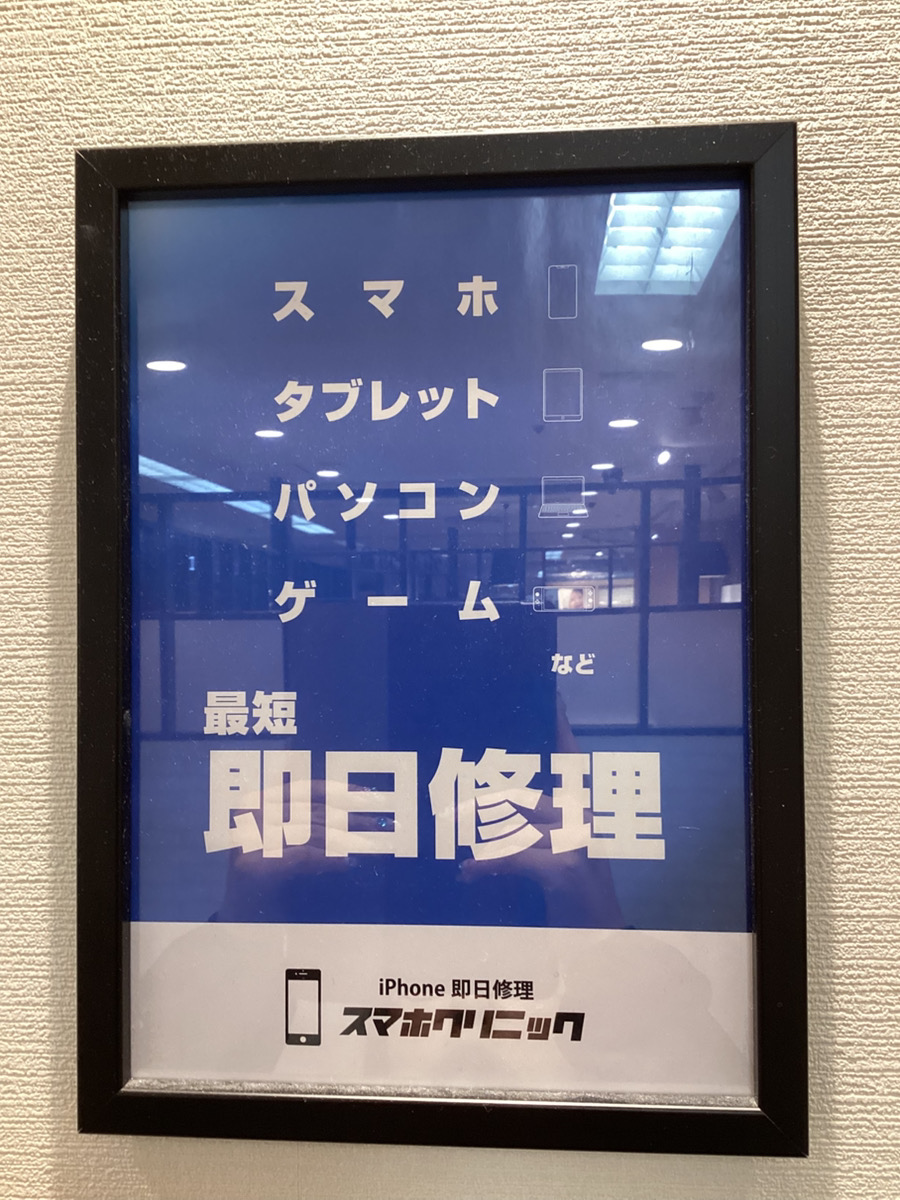 スマホ
タブレット
パソコン
ゲーム
など
最短
即日修理
iPhone 即日修理
スマホクリニック